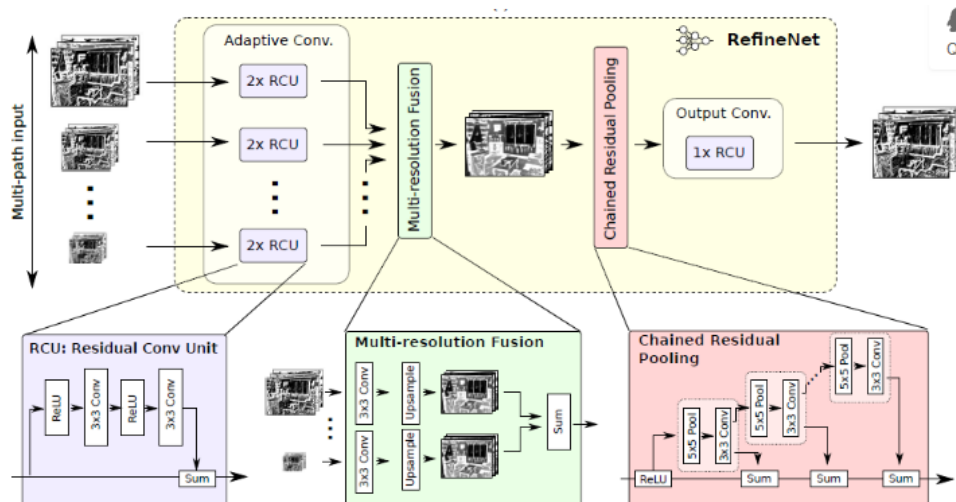 Multi-path input
Adaptive Conv.
2x RCU
2x RCU
2x RCU
Multi-resolution Fusion
Chained Residual Pooling
RefineNet
Output Conv.
1x RCU
RCU: Residual Conv Unit
ReLU
3x3 Conv
ReLU
3x3 Conv
Sum
Multi-resolution Fusion
3x3 Conv
Upsample
3x3 Conv
Upsample
Sum
Chained Residual
Pooling
ReLU
5x5 Pool
3x3 Conv
5x5 Pool
3x3 Conv
5x5 Pool
3x3 Conv
Sum
Sum
Sum